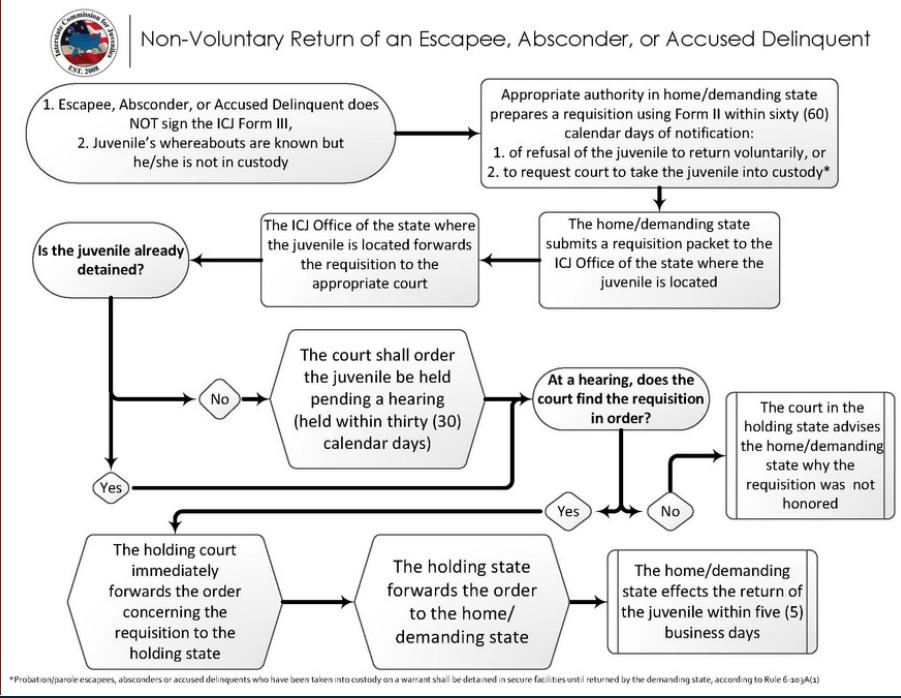 Interstate Commission for Juveniles
EST. 2008
Non-Voluntary Return of an Escapee, Absconder, or Accused Delinquent
1. Escapee, Absconder, or Accused Delinquent does
NOT sign the ICJ Form III,
2. Juvenile's whereabouts are known but
he/she is not in custody
Appropriate authority in home/demanding state
prepares a requisition using Form II within sixty (60)
calendar days of notification:
1. of refusal of the juvenile to return voluntarily, or
2. to request court to take the juvenile into custody*
The home/demanding state
submits a requisition packet to the
ICJ Office of the state where the
juvenile is located
The ICJ Office of the state where
the juvenile is located forwards
the requisition to the
appropriate court
Is the juvenile already
detained?
No
The court shall order
the juvenile be held
pending a hearing
(held within thirty (30)
calendar days)
Yes
At a hearing, does the
court find the requisition
in order?
Yes
No
The court in the
holding state advises
the home/demanding
state why the
requisition was not
honored
The holding court
immediately
forwards the order
concerning the
requisition to the
holding state
The holding state
forwards the order
to the home/
demanding state
The home/demanding
state effects the return of
the juvenile within five (5)
business days
*Probation/parole escapees, absconders or accused delinquents who have been taken into custody on a warrant shall be detained in secure facilities until returned by the demanding state, according to Rule 6-103A(1)